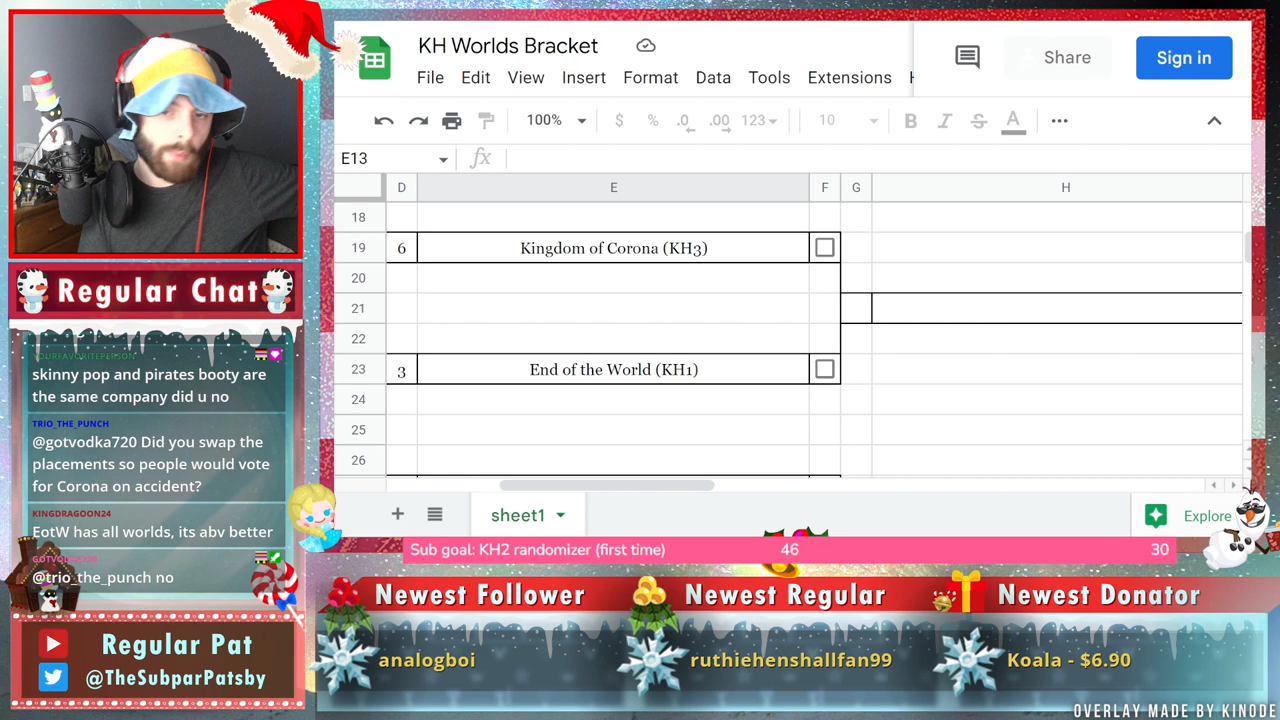 KH Worlds Bracket
Share
Sign in
File Edit View Insert Format Data Tools Extensions
100% $ % .0 .00 123 10 B I S A
E13 fx
D E F G H
18
19 6 Kingdom of Corona (KH3)
20
21
22
23 3 End of the World (KH1)
24
25
26
sheet1
Explore
Regular Chat
YOURFAVORITEPERSON
skinny pop and pirates booty are
the same company did u no
TRIO_THE_PUNCH
@gotvodka720 Did you swap the
placements so people would vote
for Corona on accident?
KINGDRAGOON24
EotW has all worlds, its abv better
@trio_the_punch no
Regular Pat
@TheSubparPatsby
Sub goal: KH2 randomizer (first time) 46 30
Newest Follower Newest Regular Newest Donator
analogboi ruthiehenshallfan99 Koala - $6.90
OVERLAY MADE BY KINODE